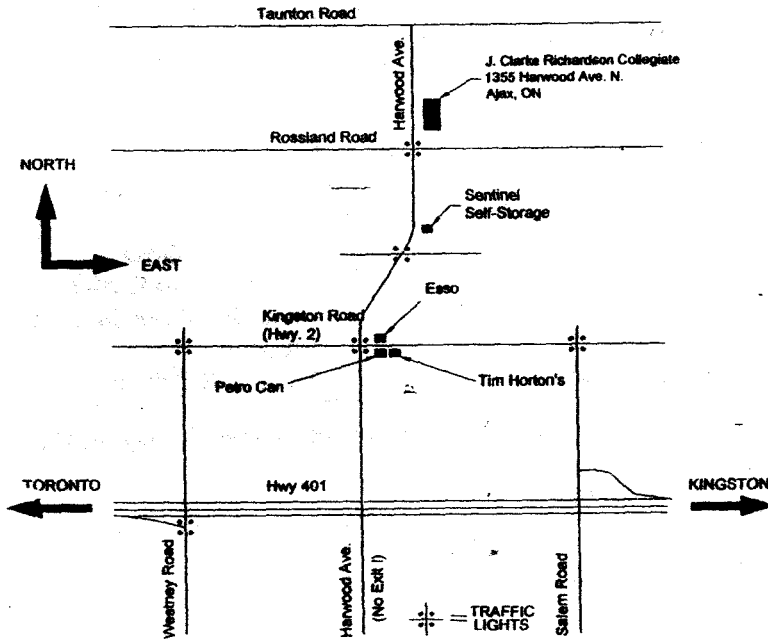 Taunton Road
Harwood Ave.
J. Clarke Richardson Collegiate
1355 Harwood Ave. N.
Ajax, ON
Rossland Road
NORTH
EAST
Sentinel
Self-Storage
Esso
Kingston Road
(Hwy. 2)
Petro Can
Tim Horton's
TORONTO
Hwy 401
KINGSTON
Westney Road
Harwood Ave.
(No Exit !)
Salem Road
= TRAFFIC
LIGHTS